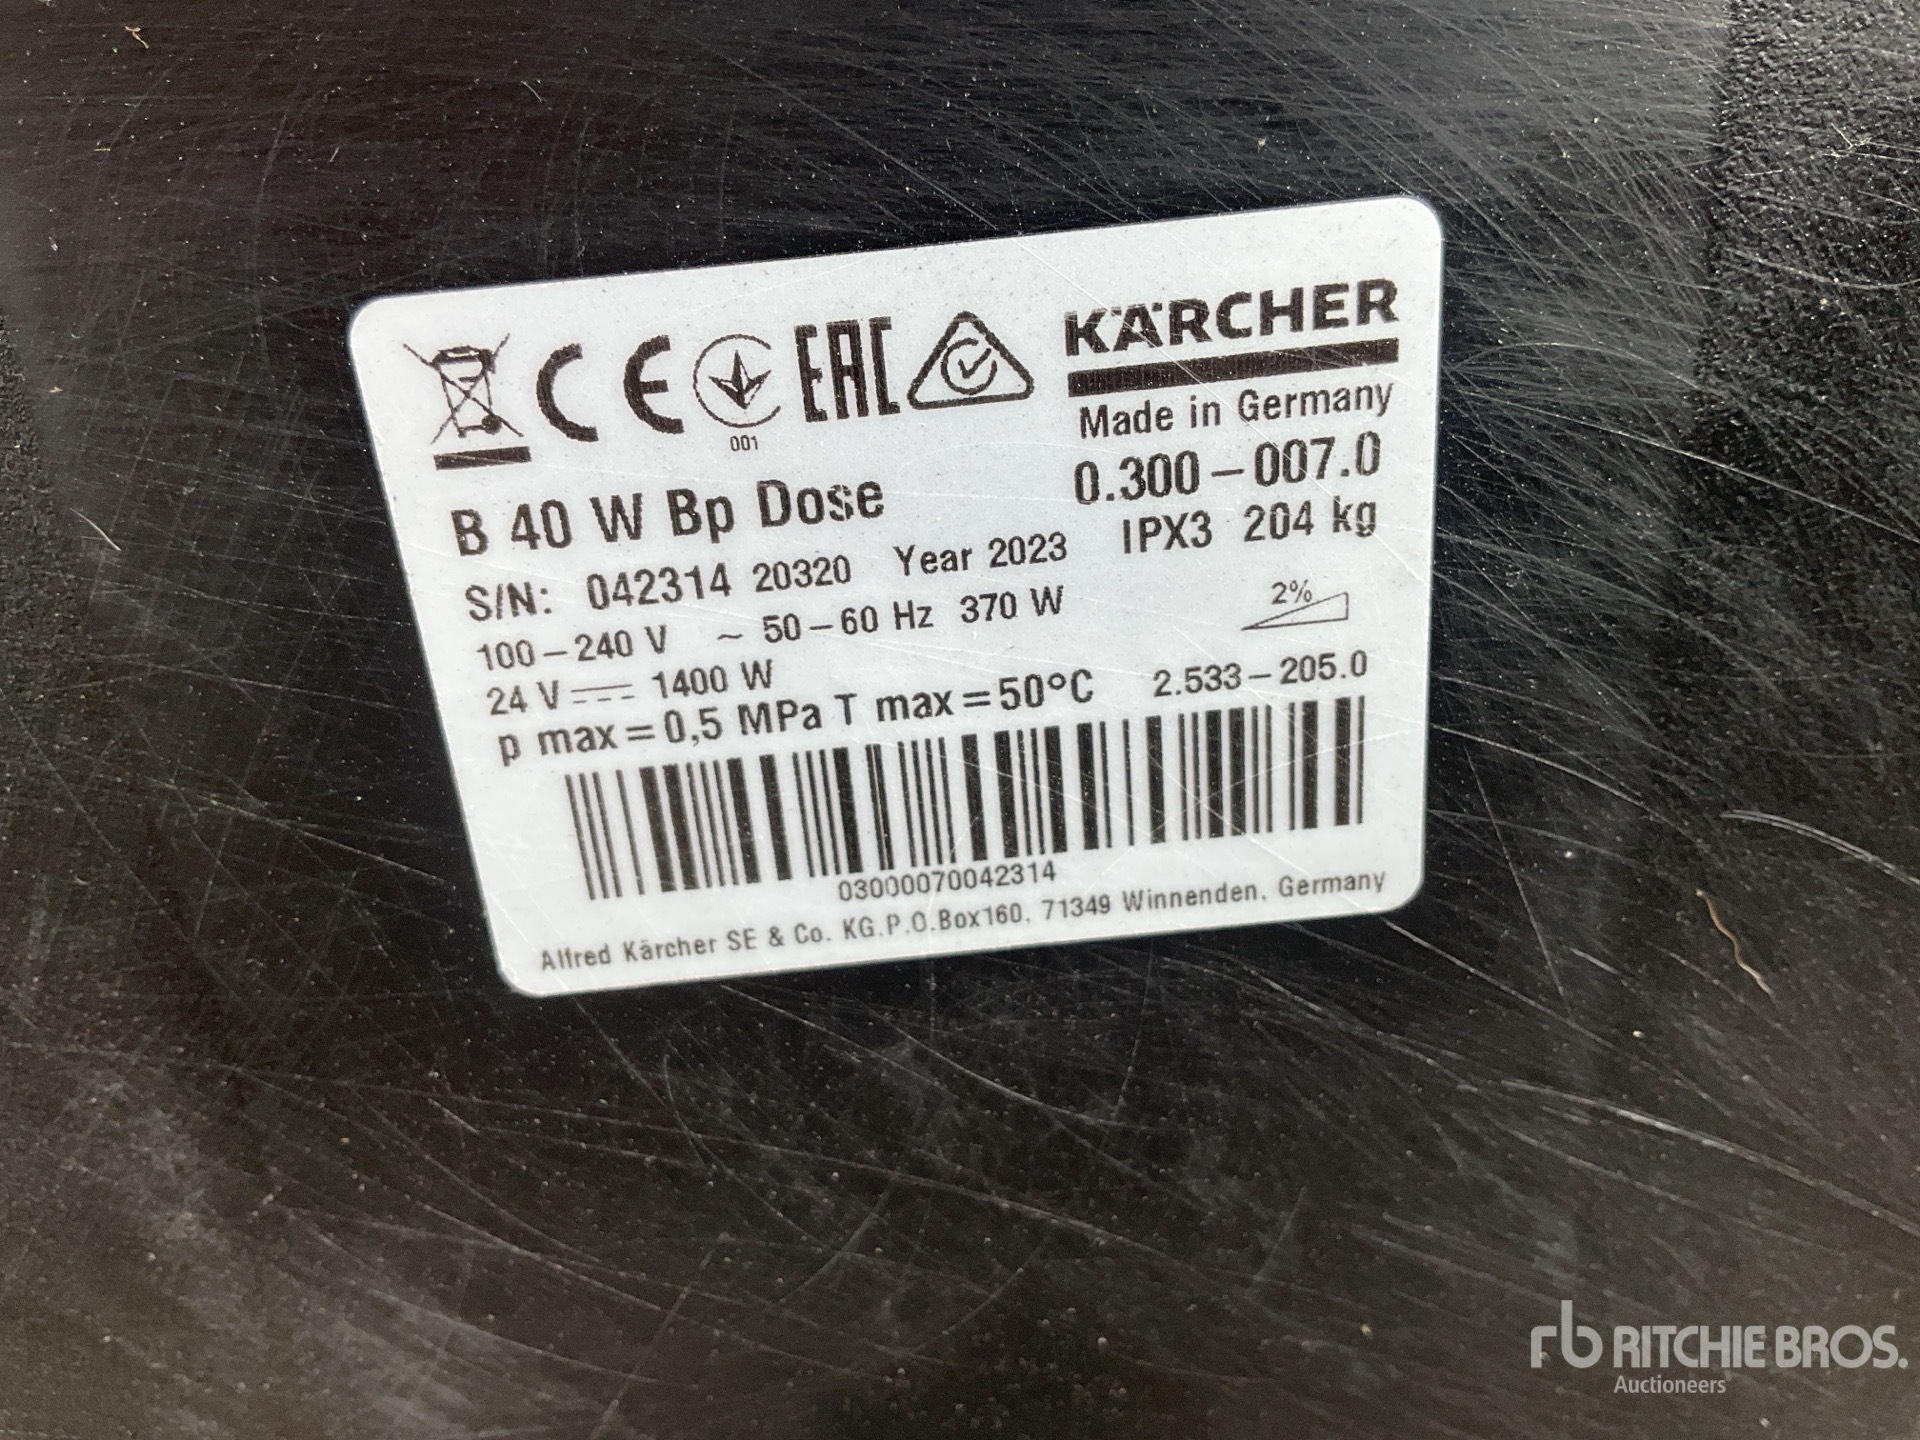 CE
001
EAC
KÄRCHER
Made in Germany
B 40 W Bp Dose
0.300-007.0
S/N: 042314 20320 Year 2023 IPX3 204 kg
100-240 V ~ 50-60 Hz 370 W
2%
24 V 1400 W
p max=0,5 MPa T max=50°C
2.533-205.0
03000070042314
Alfred Kärcher SE & Co. KG.P.O.Box160, 71349 Winnenden, Germany
rb RITCHIE BROS.
Auctioneers